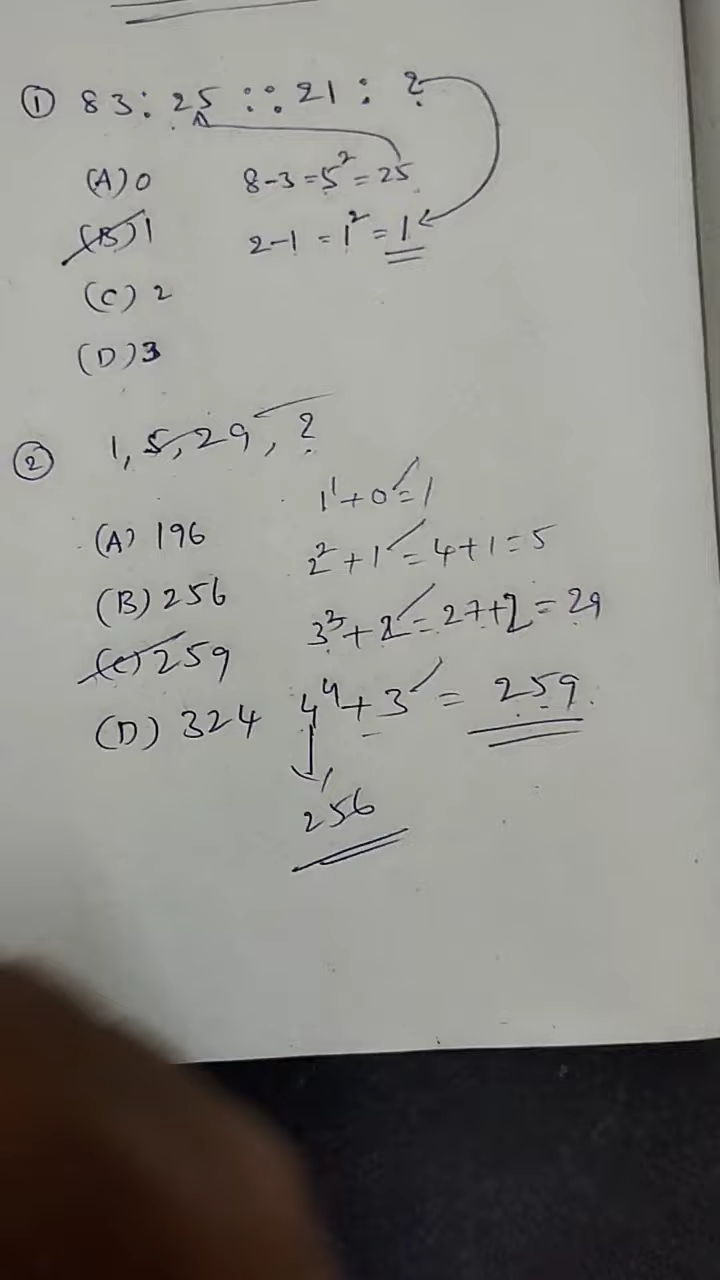 ① 83 : 25 :: 21 : ?
(A) 0 8-3 = 5² = 25
(B) 1 2-1 = 1² = 1
(C) 2
(D) 3
② 1, 5, 29, ?
1¹+0 = 1
(A) 196 2²+1 = 4+1 = 5
(B) 256 3³+2 = 27+2 = 29
(C) 259
(D) 324 4⁴+3 = 259
256